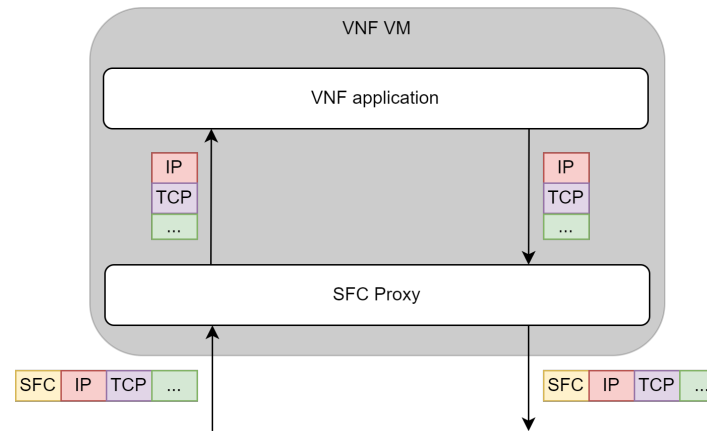 VNF VM
VNF application
IP
TCP
...
IP
TCP
...
SFC Proxy
SFC IP TCP ...
SFC IP TCP ...